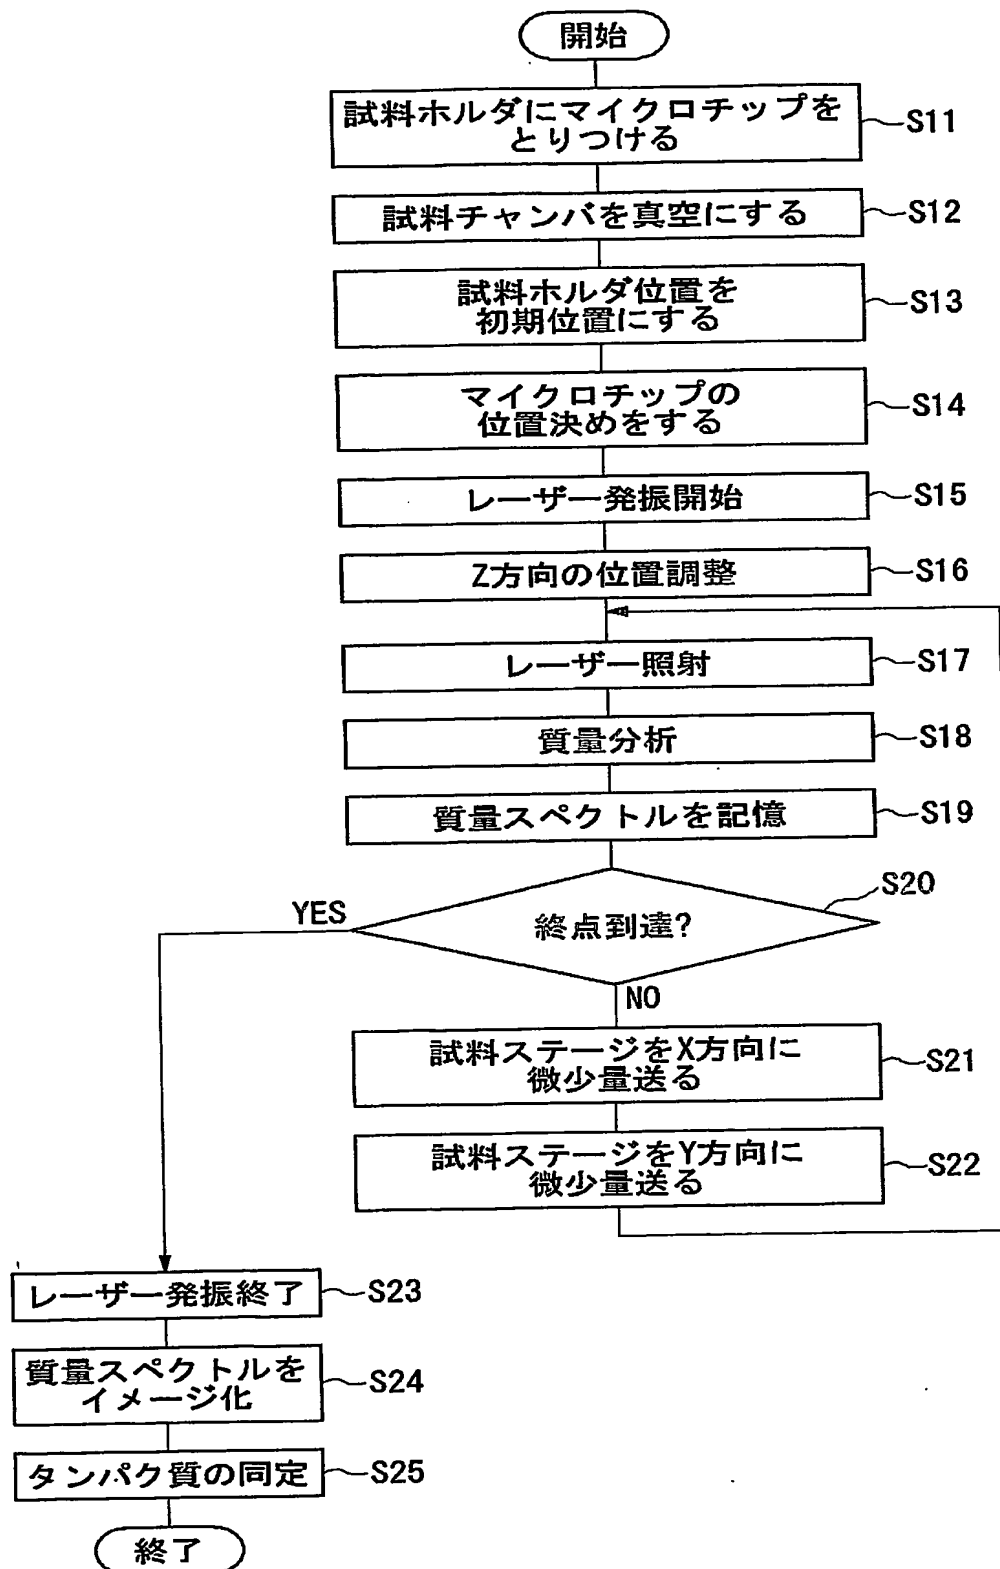 開始
試料ホルダにマイクロチップを
とりつける
S11
試料チャンバを真空にする
S12
試料ホルダ位置を
初期位置にする
S13
マイクロチップの
位置決めをする
S14
レーザー発振開始
S15
Z方向の位置調整
S16
レーザー照射
S17
質量分析
S18
質量スペクトルを記憶
S19
終点到達?
S20
YES
NO
試料ステージをX方向に
微少量送る
S21
試料ステージをY方向に
微少量送る
S22
レーザー発振終了
S23
質量スペクトルを
イメージ化
S24
タンパク質の同定
S25
終了